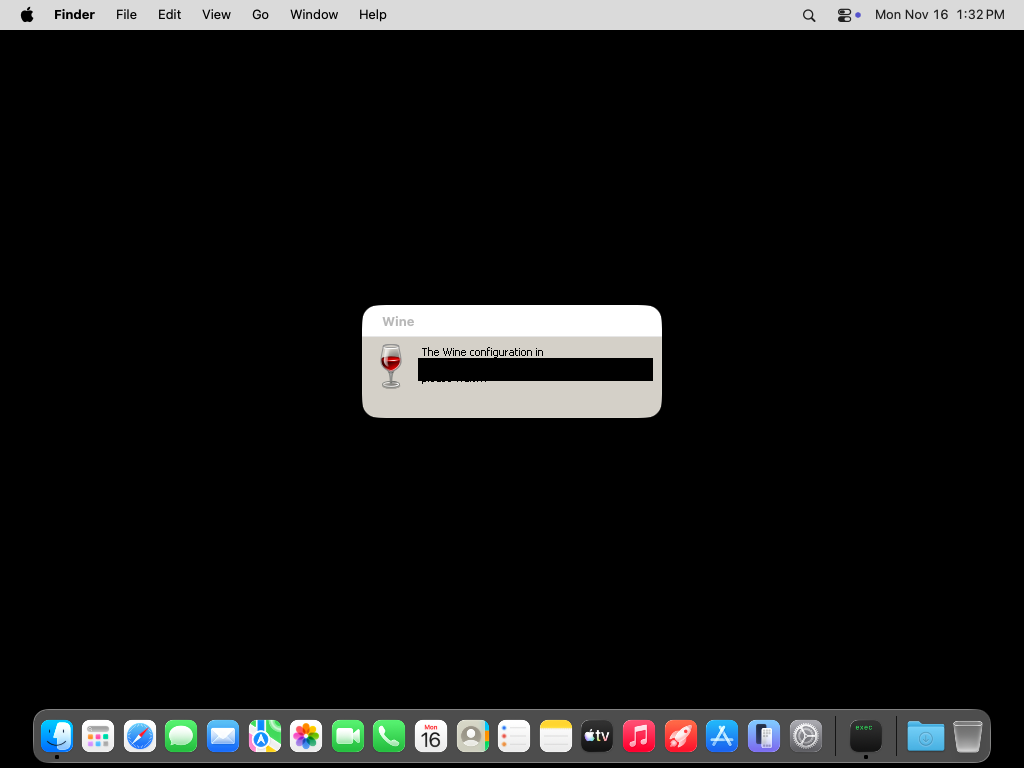 Finder File Edit View Go Window Help Mon Nov 16 1:32 PM
Wine
The Wine configuration in
Mon
16
tv
exec